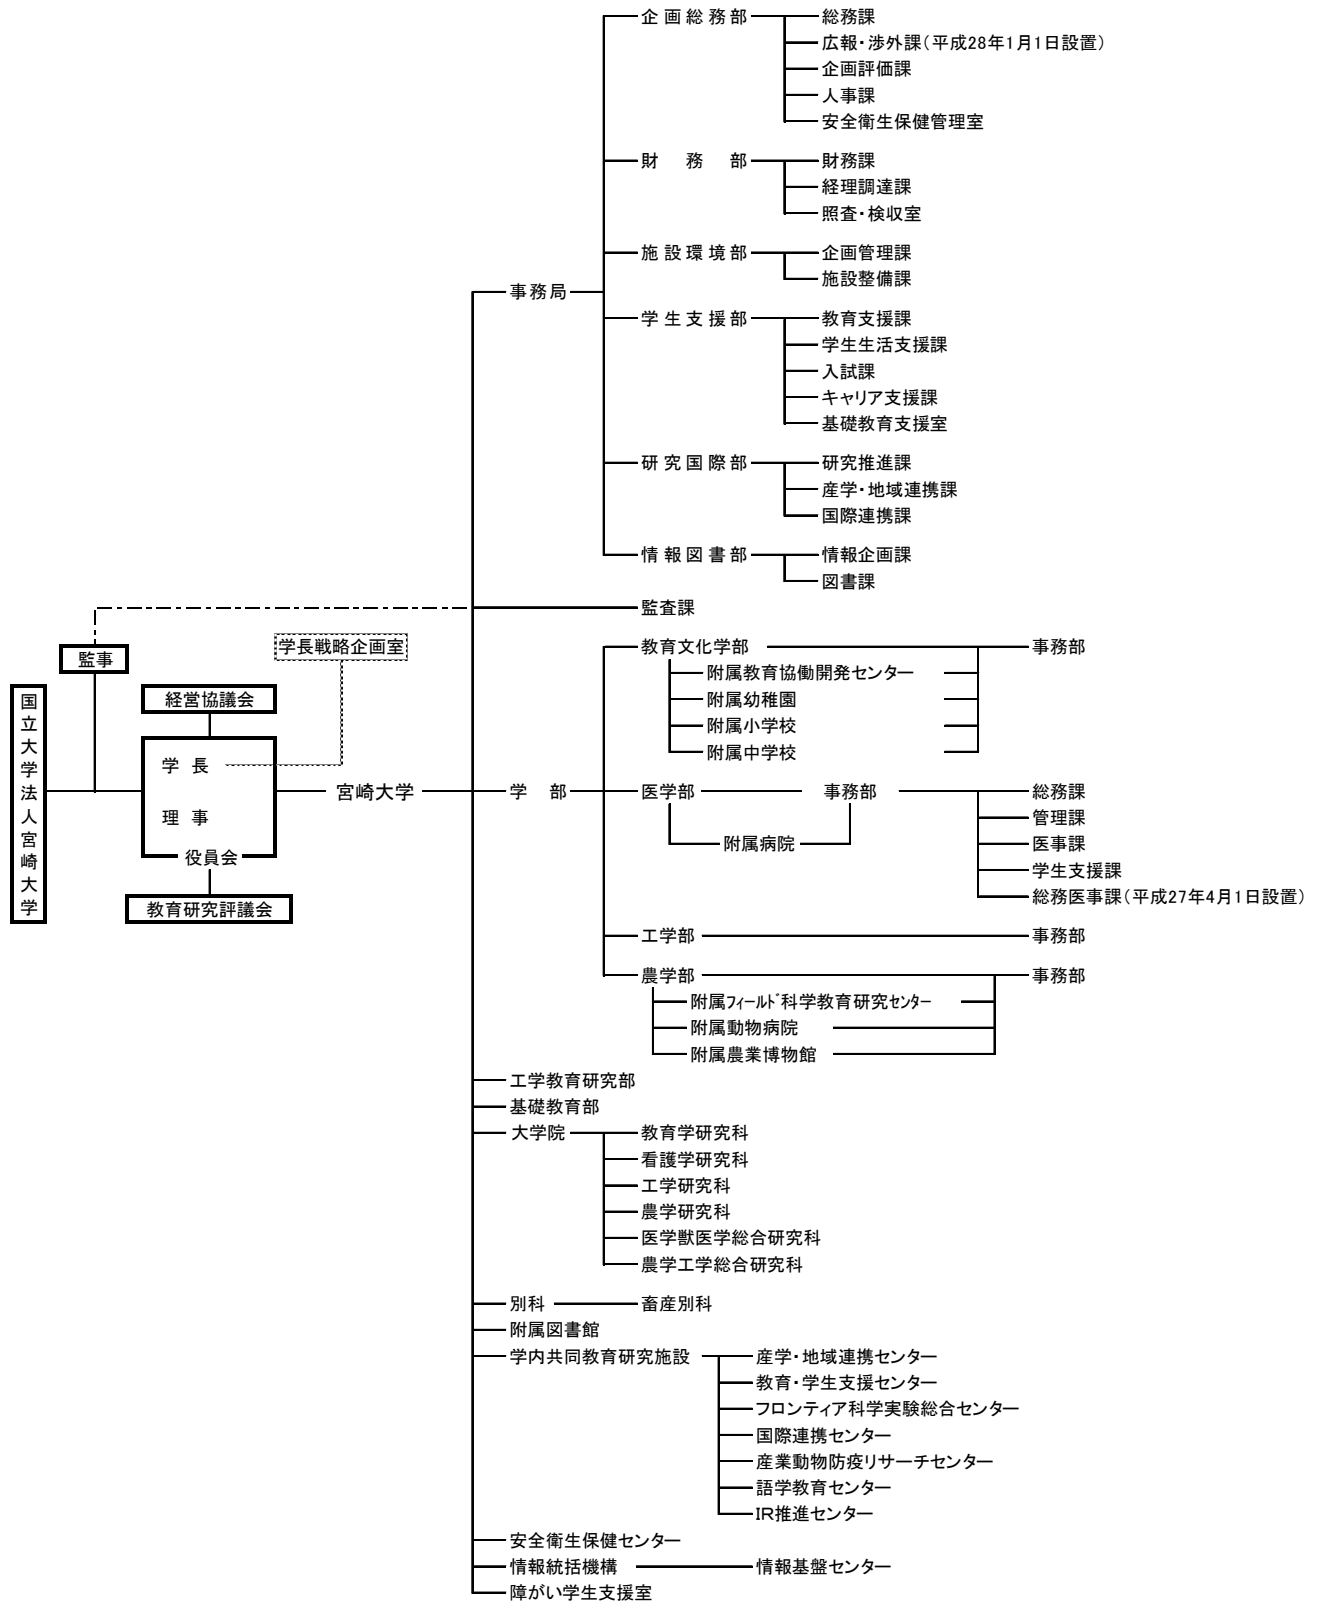 企画総務部
総務課
広報・渉外課（平成28年1月1日設置）
企画評価課
人事課
安全衛生保健管理室
財務部
財務課
経理調達課
照査・検収室
施設環境部
企画管理課
施設整備課
事務局
学生支援部
教育支援課
学生生活支援課
入試課
キャリア支援課
基礎教育支援室
研究国際部
研究推進課
産学・地域連携課
国際連携課
情報図書部
情報企画課
図書課
監査課
学長戦略企画室
監事
国立大学法人宮崎大学
経営協議会
学長
理事
役員会
教育研究評議会
宮崎大学
学部
教育文化学部
事務部
附属教育協働開発センター
附属幼稚園
附属小学校
附属中学校
医学部
事務部
総務課
管理課
医事課
附属病院
学生支援課
総務医事課（平成27年4月1日設置）
工学部
事務部
農学部
事務部
附属ﾌｨｰﾙﾄﾞ科学教育研究ｾﾝﾀｰ
附属動物病院
附属農業博物館
工学教育研究部
基礎教育部
大学院
教育学研究科
看護学研究科
工学研究科
農学研究科
医学獣医学総合研究科
農学工学総合研究科
別科
畜産別科
附属図書館
学内共同教育研究施設
産学・地域連携センター
教育・学生支援センター
フロンティア科学実験総合センター
国際連携センター
産業動物防疫リサーチセンター
語学教育センター
IR推進センター
安全衛生保健センター
情報統括機構
情報基盤センター
障がい学生支援室